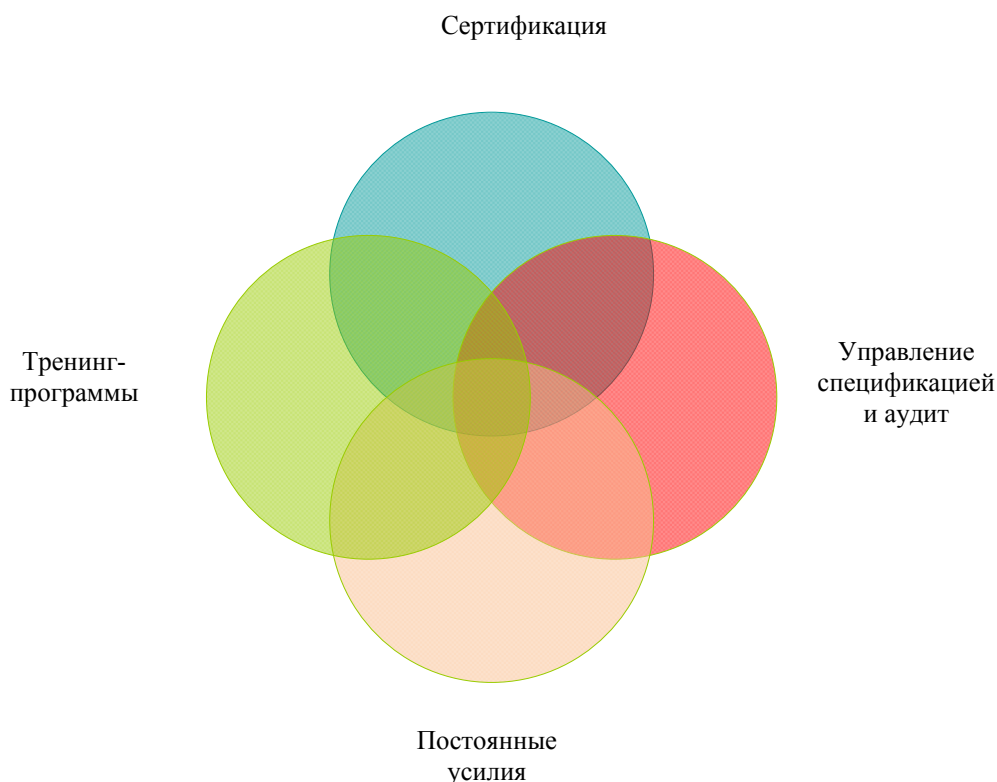 Сертификация
Тренинг-
программы
Управление
спецификацией
и аудит
Постоянные
усилия